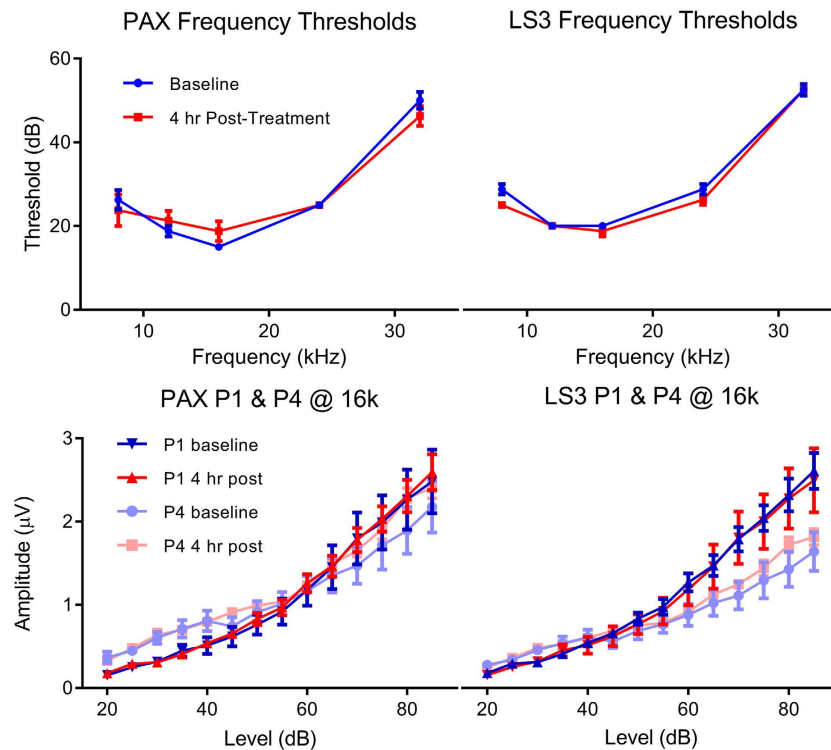 PAX Frequency Thresholds
LS3 Frequency Thresholds
Threshold (dB)
60
40
20
0
Baseline
4 hr Post-Treatment
10
20
30
Frequency (kHz)
10
20
30
Frequency (kHz)
PAX P1 & P4 @ 16k
LS3 P1 & P4 @ 16k
Amplitude (μV)
3
2
1
0
P1 baseline
P1 4 hr post
P4 baseline
P4 4 hr post
20
40
60
80
Level (dB)
20
40
60
80
Level (dB)